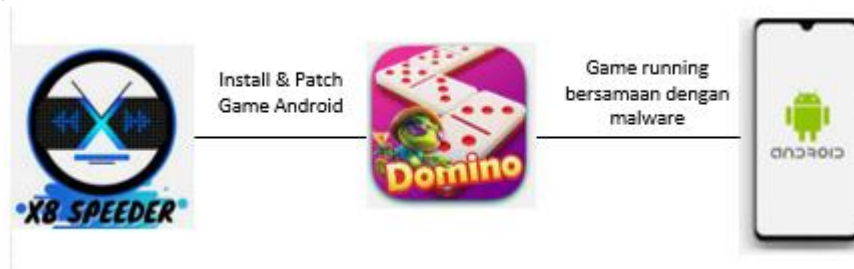 Install & Patch
Game Android
Game running
bersamaan dengan
malware
X8 SPEEDER
Domino
ANDROID